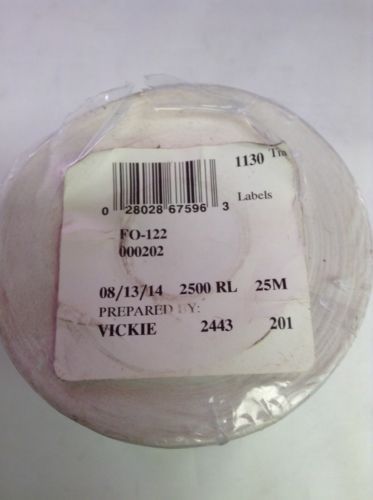 1130
Labels
0 28028 67596 3
FO-122
000202
08/13/14 2500 RL 25M
PREPARED BY:
VICKIE 2443 201